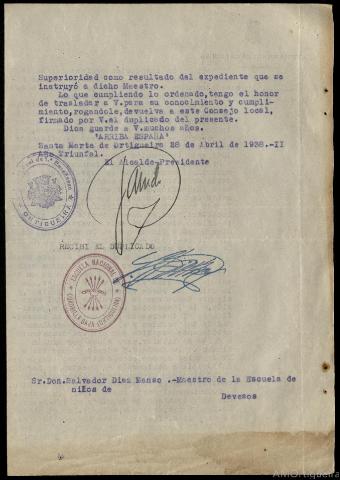 Superioridad como resultado del expediente que se
instruyó a dicho Maestro.
Lo que cumpliendo lo ordenado, tengo el honor
de trasladar a V. para su conocimiento y cumpli-
miento, rogandole, devuelva a este Consejo local,
firmado por V. el duplicado del presente.
Dios guarde a V. muchos años.
"ARRIBA ESPAÑA"
Santa Marta de Ortigueira 28 de Abril de 1938.-II
Año Triunfal.
El Alcalde-Presidente
ORTIGUEIRA
RECIBI EL DUPLICADO
ESCUELA NACIONAL
Sr. Don. Salvador Diaz Manso .-Maestro de la Escuela de
niños de Devesos
AMOrtigueira